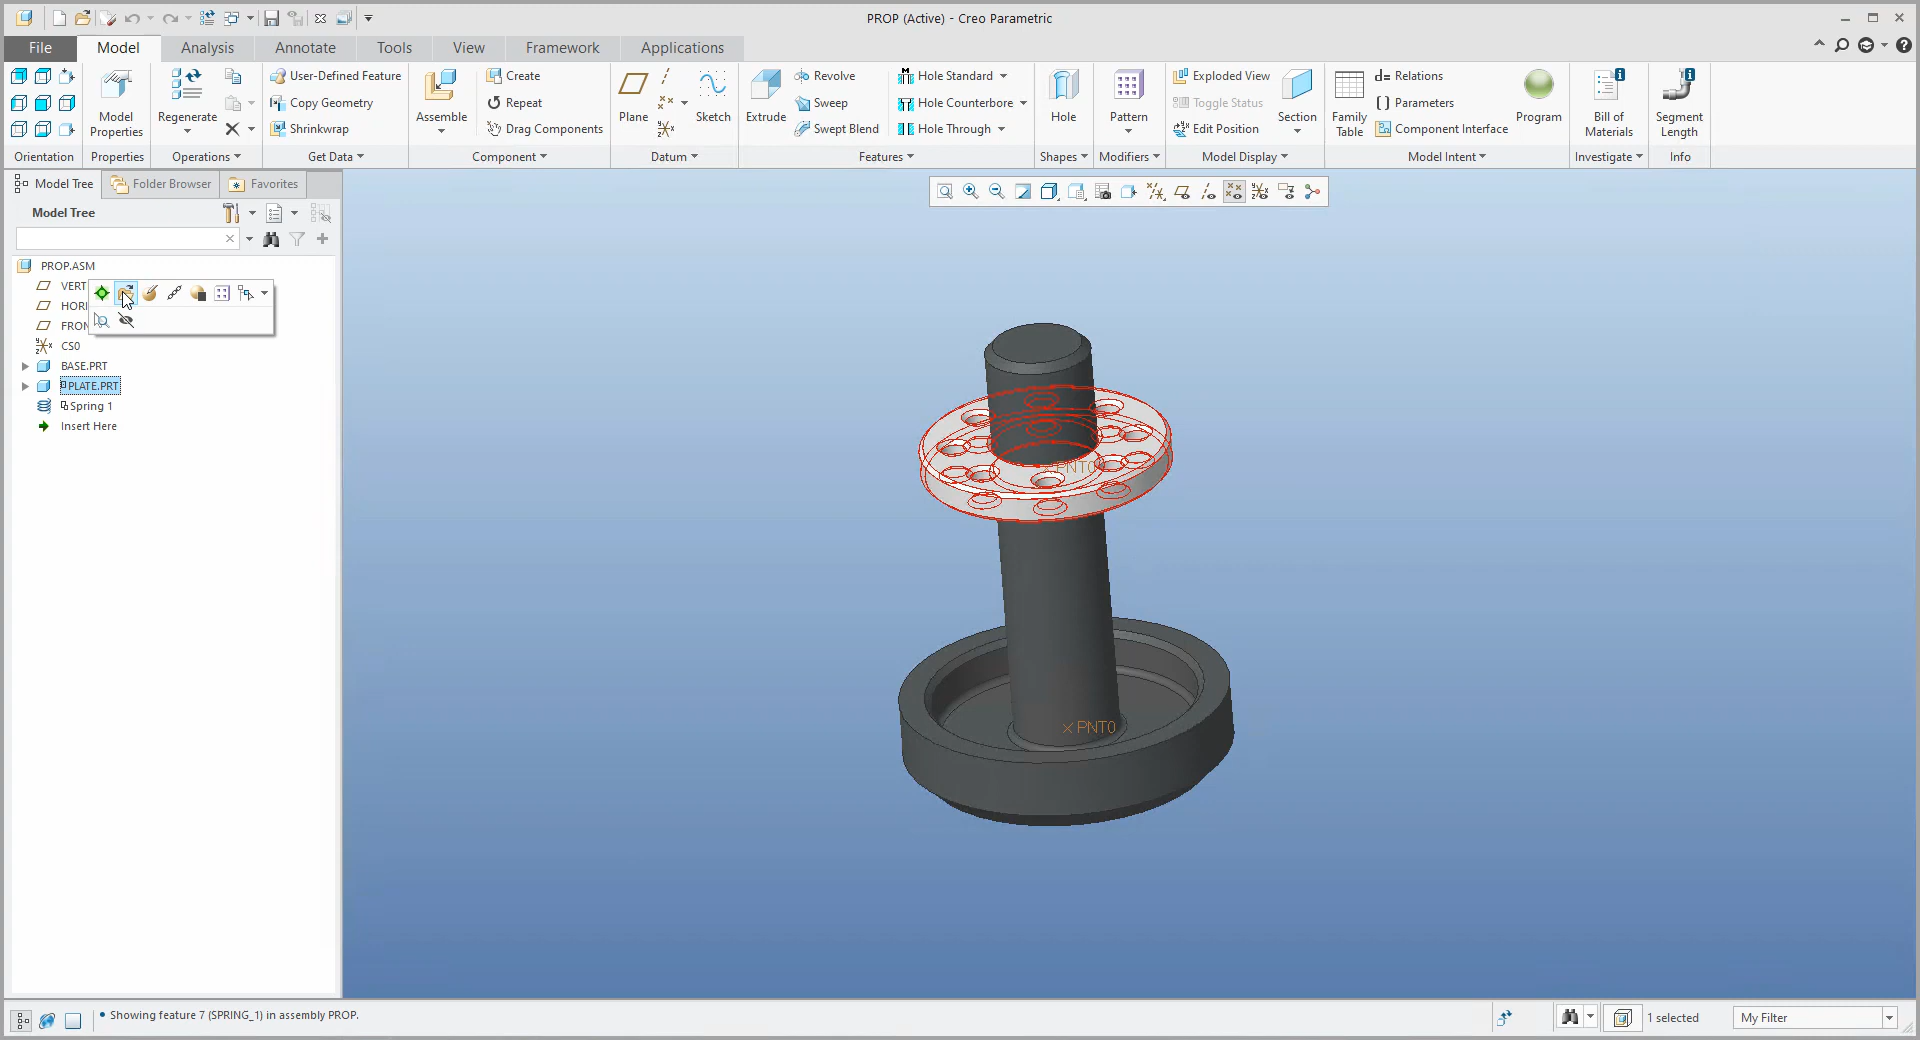 PROP (Active) - Creo Parametric
File Model Analysis Annotate Tools View Framework Applications
Model Properties
Regenerate
User-Defined Feature
Copy Geometry
Shrinkwrap
Assemble
Create
Repeat
Drag Components
Plane
Sketch
Extrude
Revolve
Sweep
Swept Blend
Hole Standard
Hole Counterbore
Hole Through
Hole
Pattern
Exploded View
Toggle Status
Edit Position
Section
Family Table
Relations
Parameters
Component Interface
Program
Bill of Materials
Segment Length
Orientation Properties Operations Get Data Component Datum Features Shapes Modifiers Model Display Model Intent Investigate Info
Model Tree Folder Browser Favorites
Model Tree
PROP.ASM
VERT
HORI
FRON
CS0
BASE.PRT
PLATE.PRT
Spring 1
Insert Here
PNT0
PNT0
Showing feature 7 (SPRING_1) in assembly PROP.
1 selected
My Filter